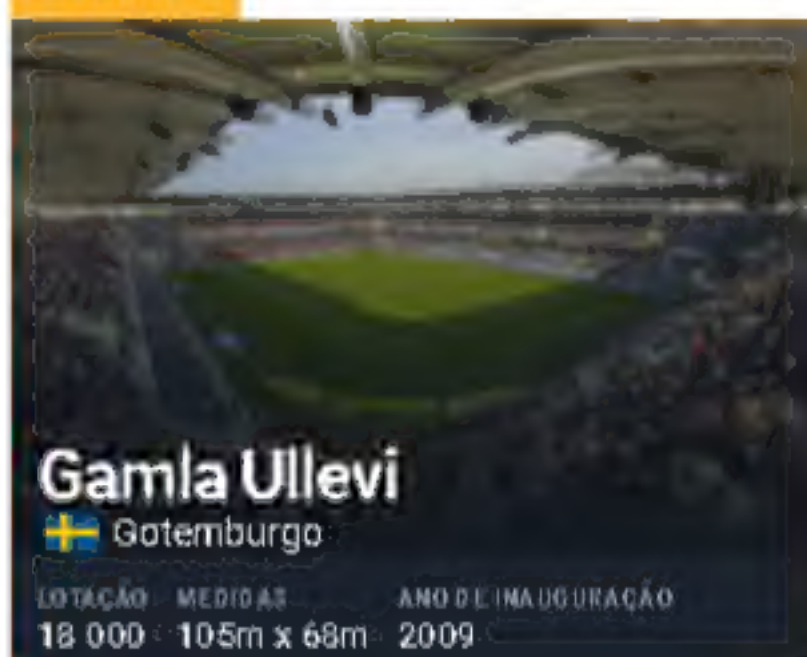 Gamla Ullevi
Gotemburgo
LOTAÇÃO MEDIDAS ANO DE INAUGURAÇÃO
18 000 105m x 68m 2009